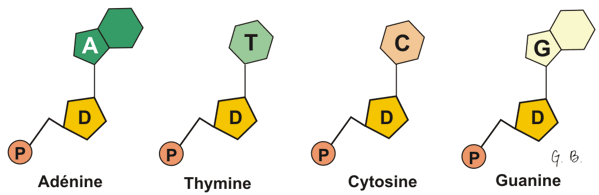 A T C G
D D D D
P P P P
G. B.
Adénine Thymine Cytosine Guanine